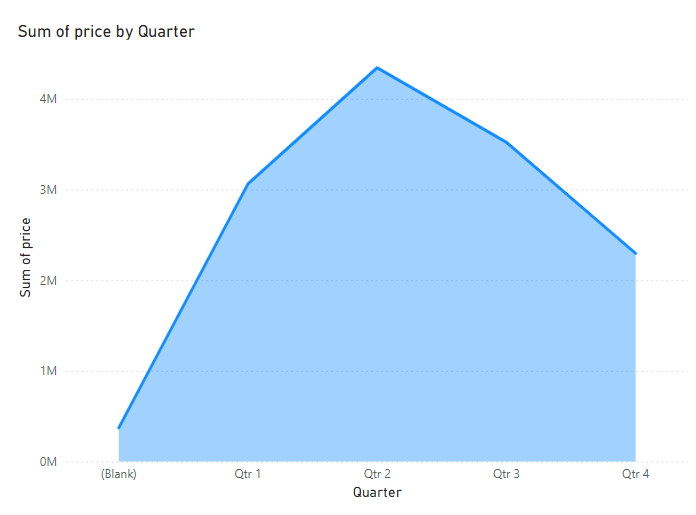 Sum of price by Quarter
4M
3M
2M
1M
0M
Sum of price
(Blank) Qtr 1 Qtr 2 Qtr 3 Qtr 4
Quarter